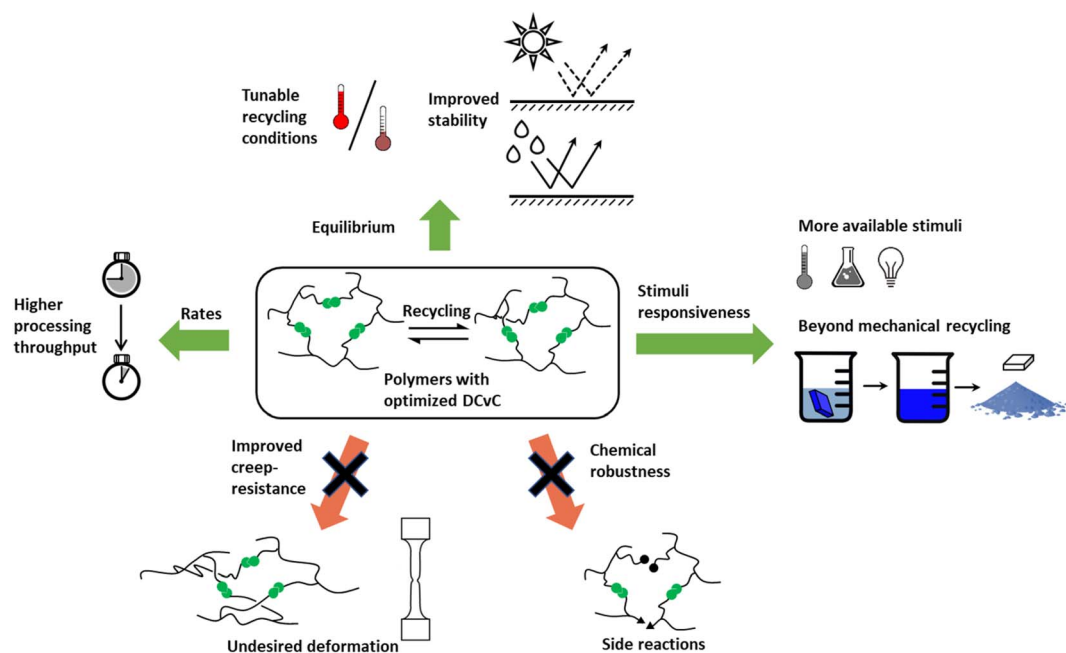 Tunable
recycling
conditions
Improved
stability
Equilibrium
More available stimuli
Higher
processing
throughput
Rates
Recycling
Polymers with
optimized DCvC
Stimuli
responsiveness
Beyond mechanical recycling
Improved
creep-
resistance
Chemical
robustness
Undesired deformation
Side reactions